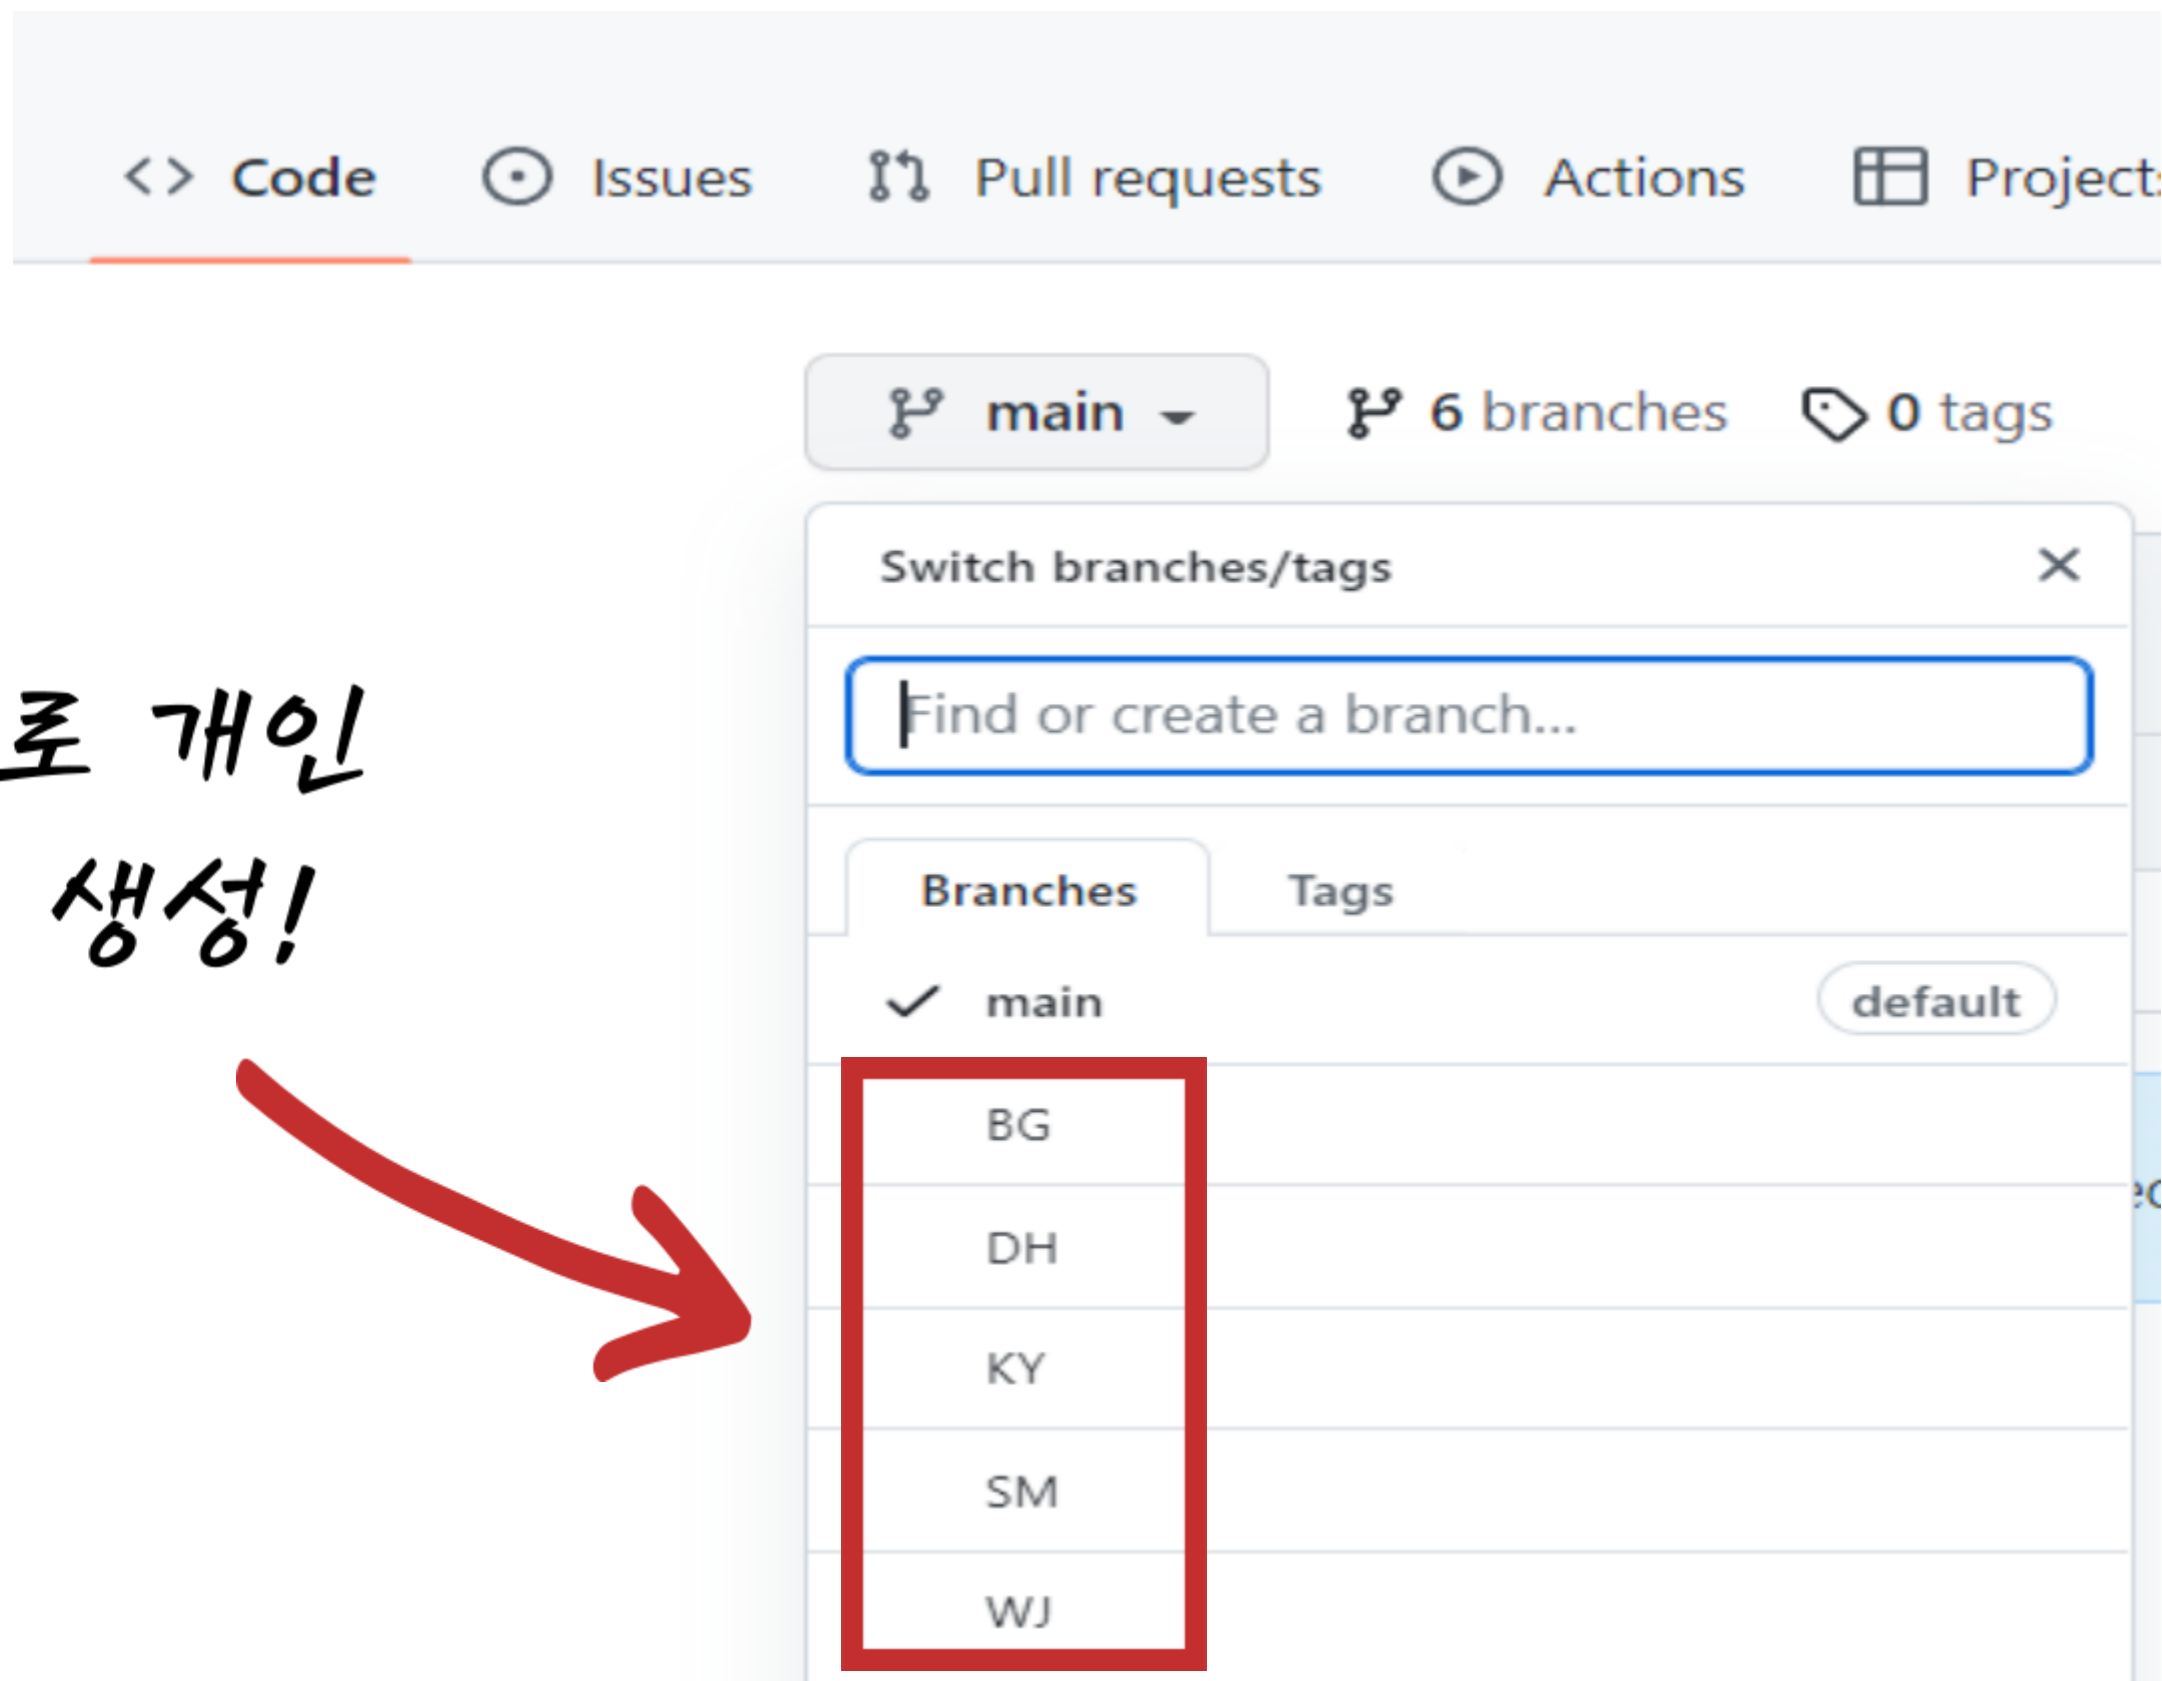 Code Issues Pull requests Actions Projects
main 6 branches 0 tags
Switch branches/tags
Find or create a branch...
로 개인
생성!
Branches Tags
main default
BG
DH
KY
SM
WJ